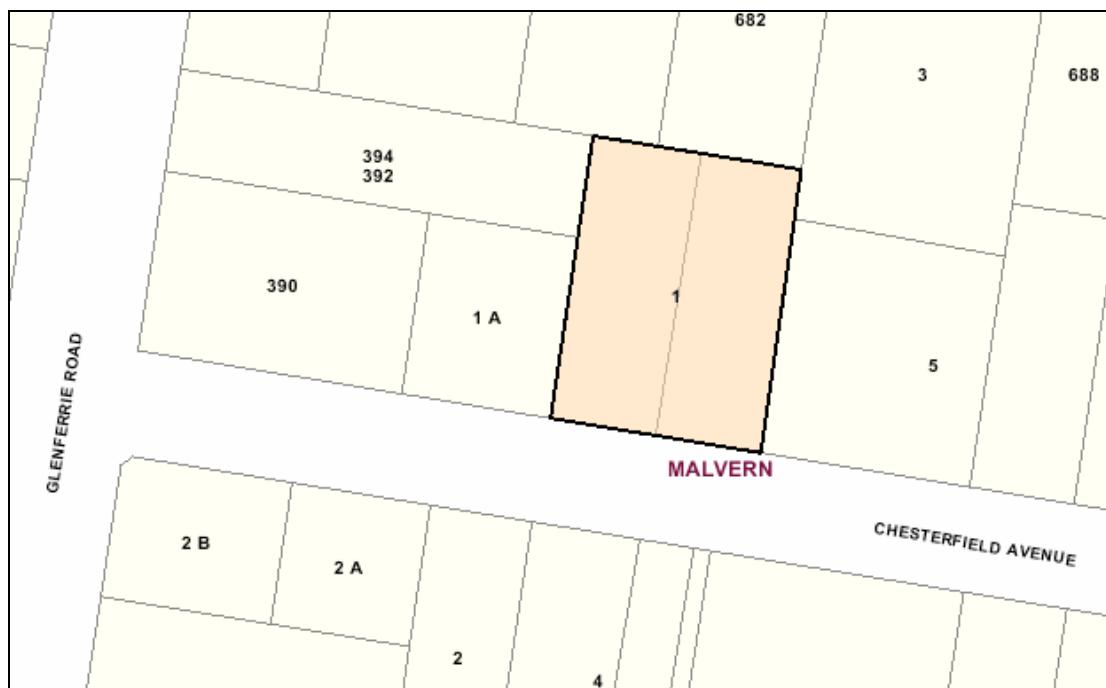 682
3
688
394
392
390
1 A
1
5
GLENFERRIE ROAD
MALVERN
CHESTERFIELD AVENUE
2 B
2 A
2
4